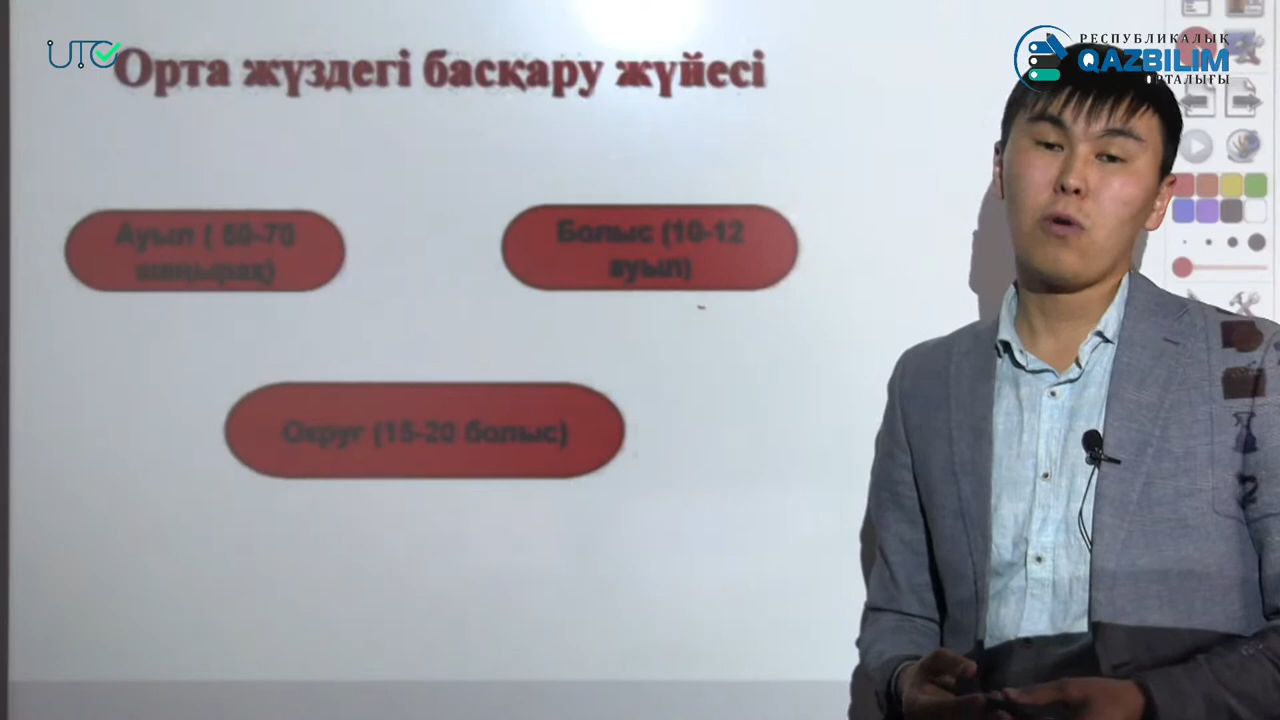 UTO
РЕСПУБЛИКАЛЫҚ
QAZBILIM
ОРТАЛЫҒЫ
Орта жүздегі басқару жүйесі
Ауыл ( 50-70
шаңырақ)
Болыс (10-12
ауыл)
Округ (15-20 болыс)